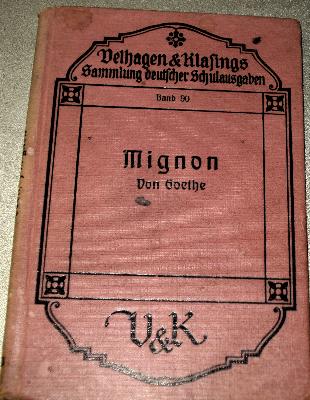 Velhagen & Klasings
Sammlung deutscher Schulausgaben
Band 90
Mignon
Von Goethe
V&K